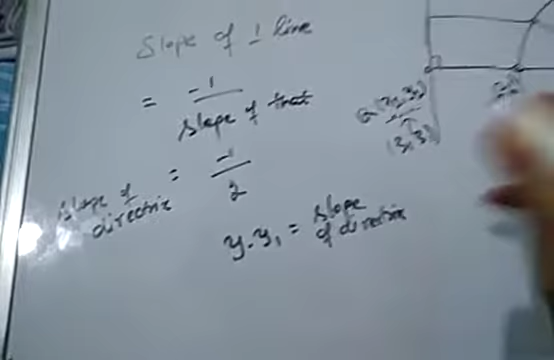 Slope of ⊥ line
= -1 / slope of that
slope of directrix = -1 / 2
y-y₁ = slope of directrix
(3,3)